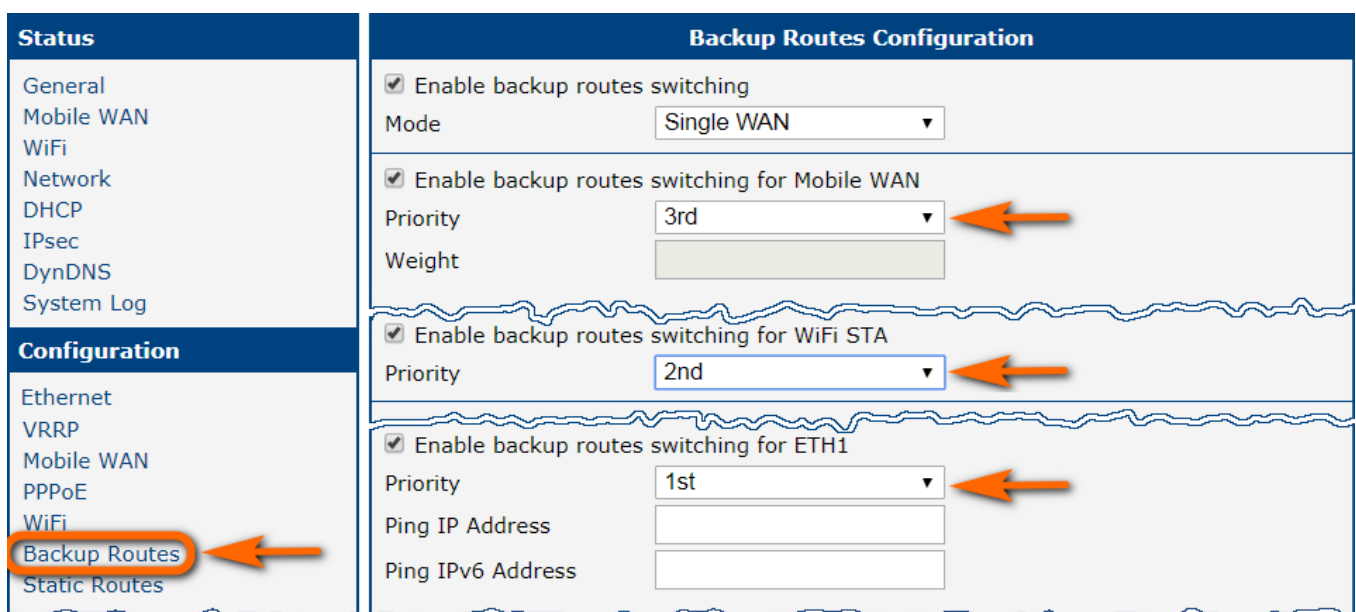 Status
General
Mobile WAN
WiFi
Network
DHCP
IPsec
DynDNS
System Log
Configuration
Ethernet
VRRP
Mobile WAN
PPPoE
WiFi
Backup Routes
Static Routes
Backup Routes Configuration
Enable backup routes switching
Mode Single WAN
Enable backup routes switching for Mobile WAN
Priority 3rd
Weight
Enable backup routes switching for WiFi STA
Priority 2nd
Enable backup routes switching for ETH1
Priority 1st
Ping IP Address
Ping IPv6 Address